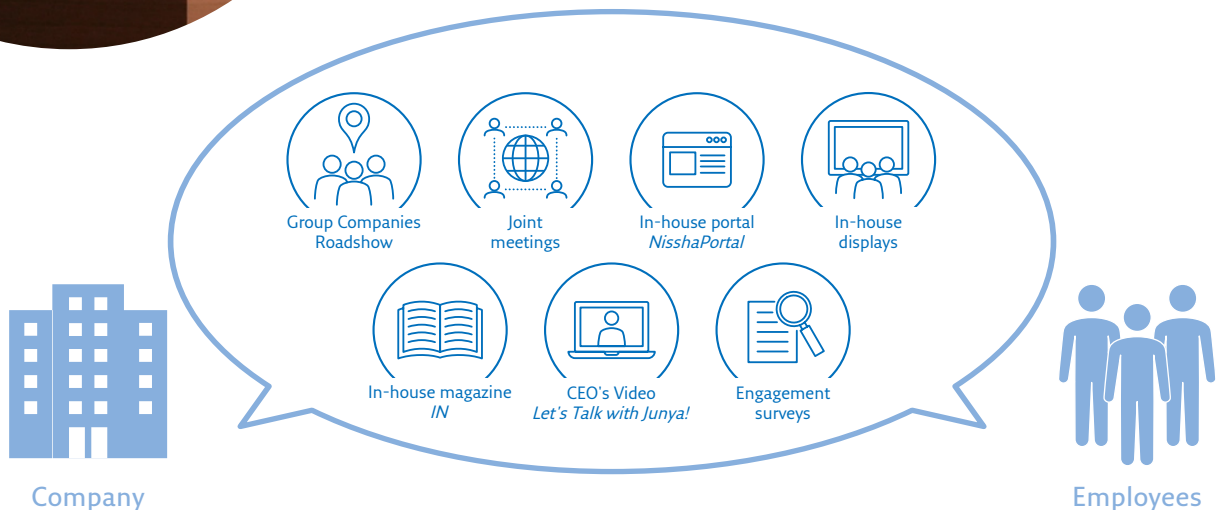 Group Companies
Roadshow
Joint
meetings
In-house portal
NisshaPortal
In-house
displays
In-house magazine
IN
CEO's Video
Let's Talk with Junya!
Engagement
surveys
Company
Employees